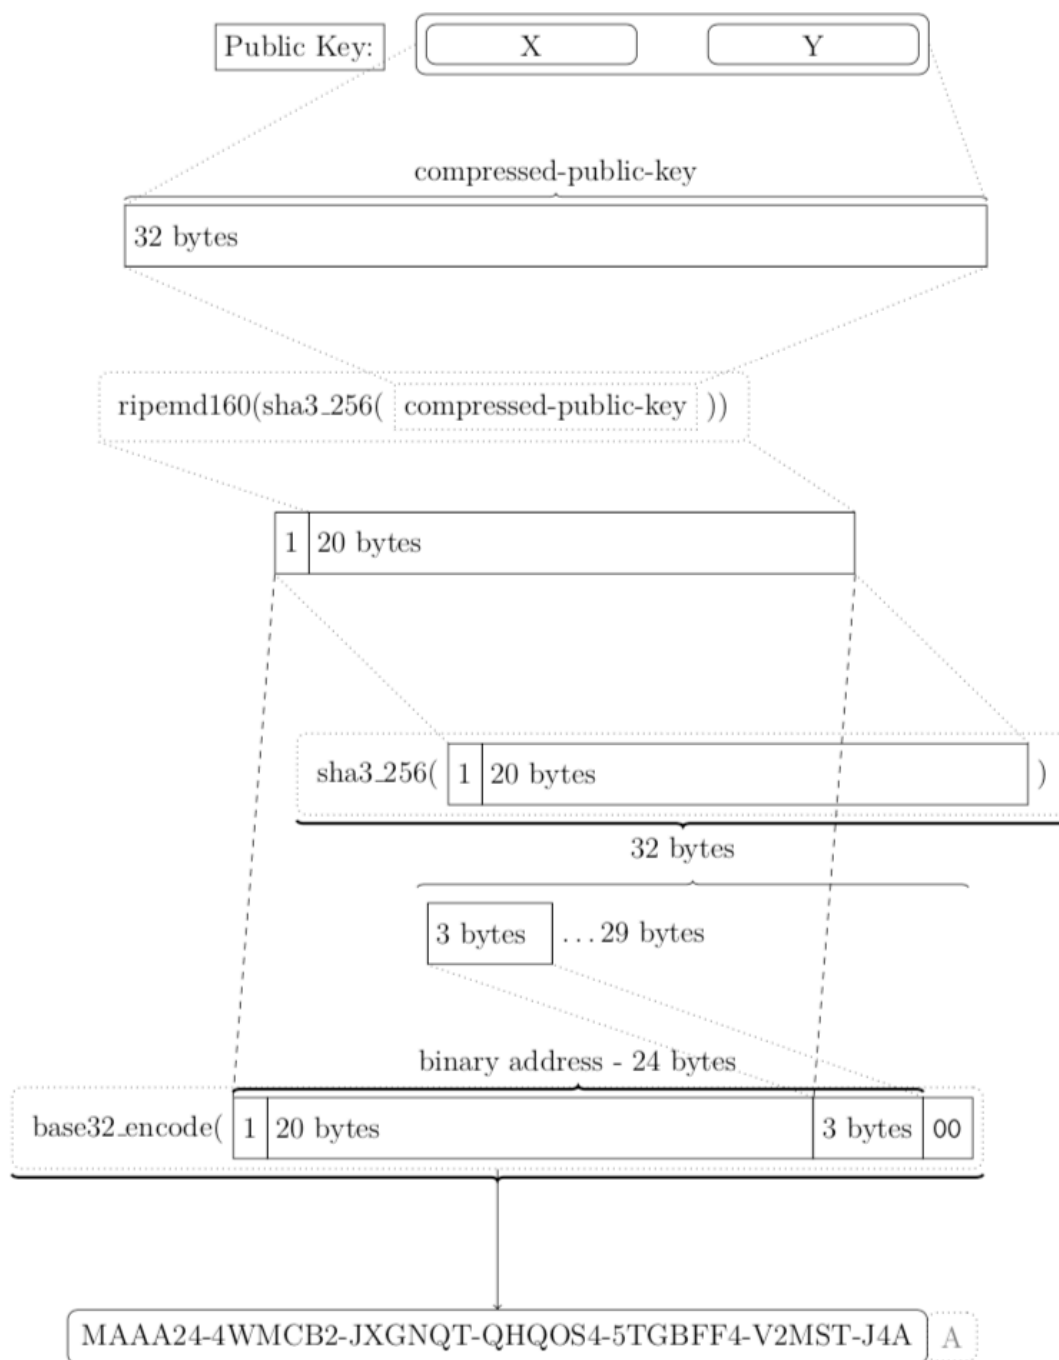 Public Key: X Y
compressed-public-key
32 bytes
ripemd160(sha3_256( compressed-public-key ))
1 20 bytes
sha3_256( 1 20 bytes )
32 bytes
3 bytes ...29 bytes
binary address - 24 bytes
base32_encode( 1 20 bytes 3 bytes 00
MAAA24-4WMCB2-JXGNQT-QHQOS4-5TGBFF4-V2MST-J4A A